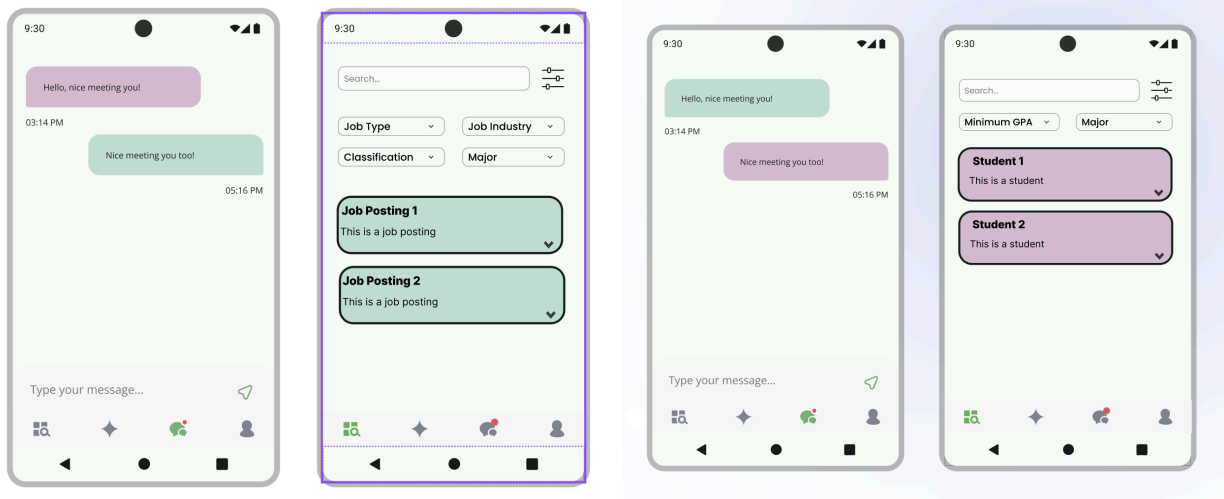 9:30
Hello, nice meeting you!
03:14 PM
Nice meeting you too!
05:16 PM
Type your message...
9:30
Search...
Job Type
Job Industry
Classification
Major
Job Posting 1
This is a job posting
Job Posting 2
This is a job posting
9:30
Hello, nice meeting you!
03:14 PM
Nice meeting you too!
05:16 PM
Type your message...
9:30
Search...
Minimum GPA
Major
Student 1
This is a student
Student 2
This is a student